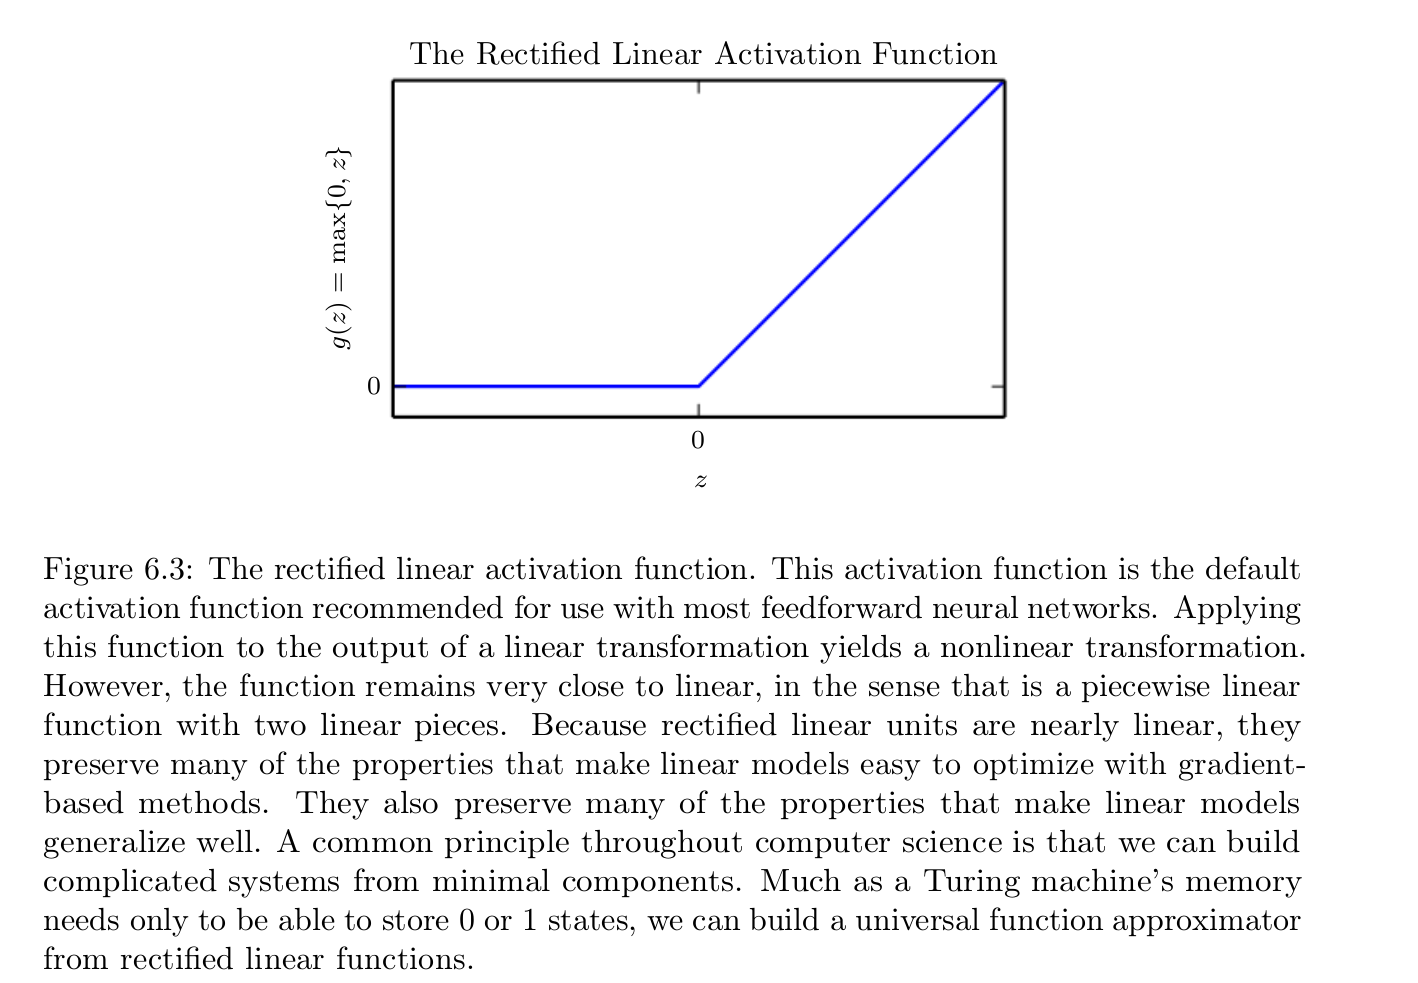 The Rectified Linear Activation Function
g(z) = max{0, z}
0
0
z
Figure 6.3: The rectified linear activation function. This activation function is the default
activation function recommended for use with most feedforward neural networks. Applying
this function to the output of a linear transformation yields a nonlinear transformation.
However, the function remains very close to linear, in the sense that is a piecewise linear
function with two linear pieces. Because rectified linear units are nearly linear, they
preserve many of the properties that make linear models easy to optimize with gradient-
based methods. They also preserve many of the properties that make linear models
generalize well. A common principle throughout computer science is that we can build
complicated systems from minimal components. Much as a Turing machine's memory
needs only to be able to store 0 or 1 states, we can build a universal function approximator
from rectified linear functions.